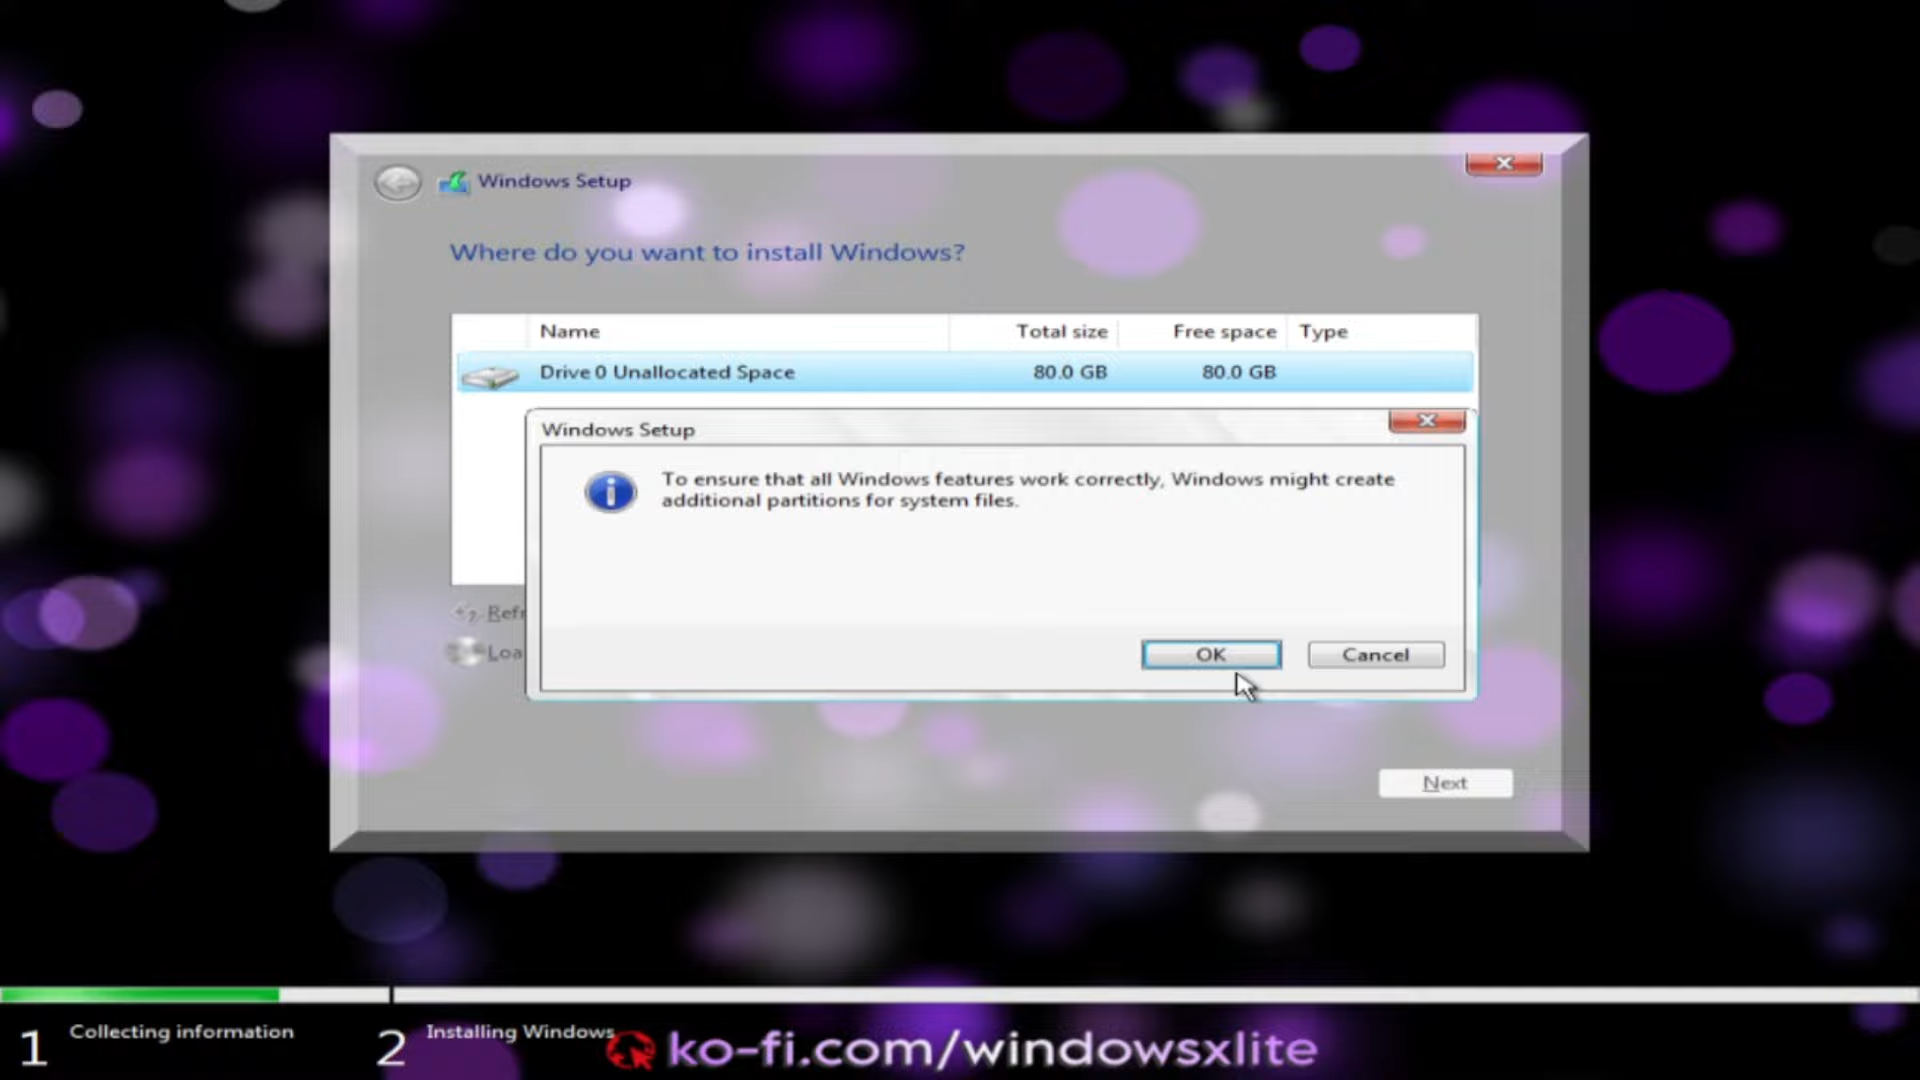 Windows Setup
Where do you want to install Windows?
Name Total size Free space Type
Drive 0 Unallocated Space 80.0 GB 80.0 GB
Windows Setup
To ensure that all Windows features work correctly, Windows might create
additional partitions for system files.
OK Cancel
Refr
Loa
Next
1 Collecting information 2 Installing Windows
ko-fi.com/windowsxlite